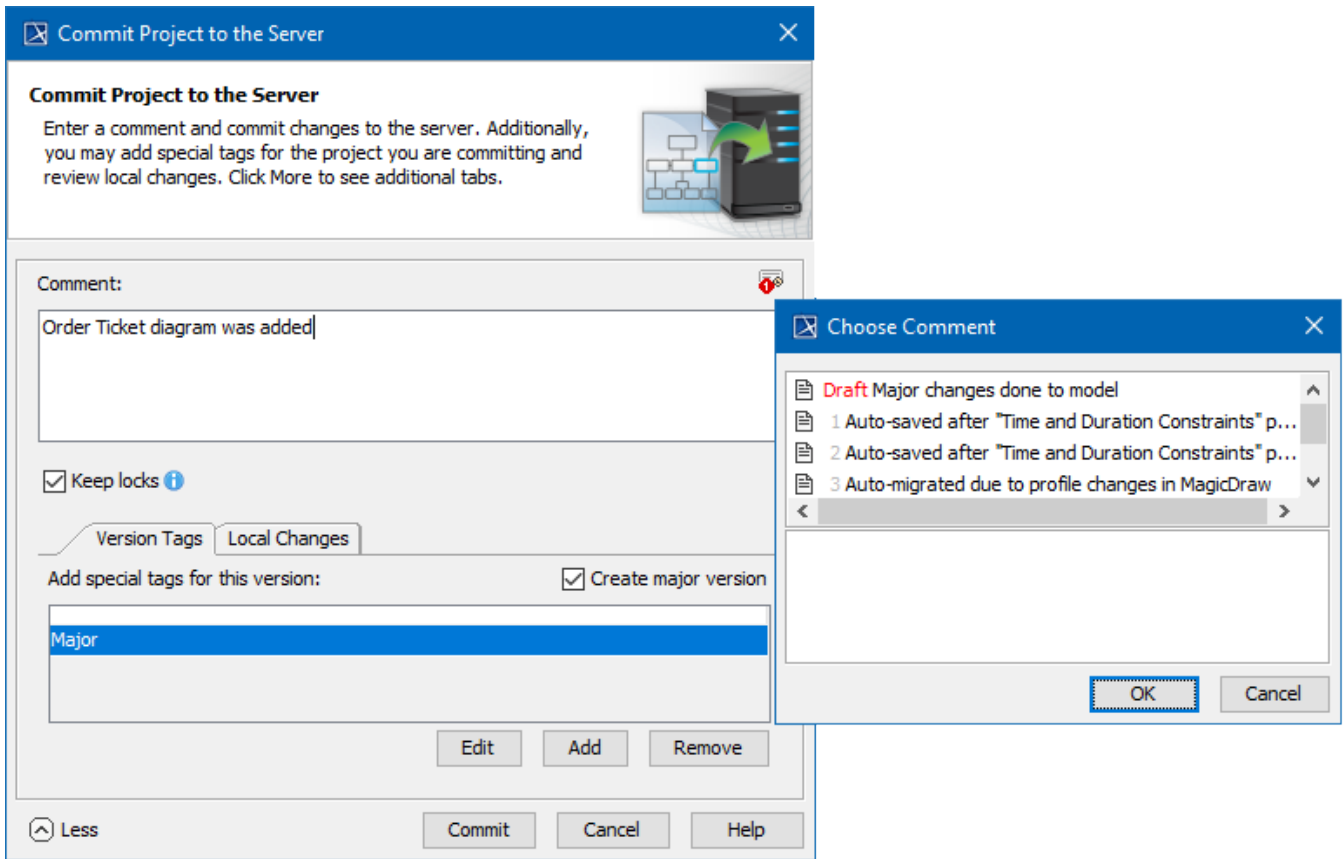 Commit Project to the Server
Commit Project to the Server
Enter a comment and commit changes to the server. Additionally,
you may add special tags for the project you are committing and
review local changes. Click More to see additional tabs.
Comment:
1
Order Ticket diagram was added
Keep locks
Version Tags
Local Changes
Add special tags for this version:
Create major version
Major
Edit
Add
Remove
Less
Commit
Cancel
Help
Choose Comment
Draft Major changes done to model
1 Auto-saved after "Time and Duration Constraints" p...
2 Auto-saved after "Time and Duration Constraints" p...
3 Auto-migrated due to profile changes in MagicDraw
OK
Cancel